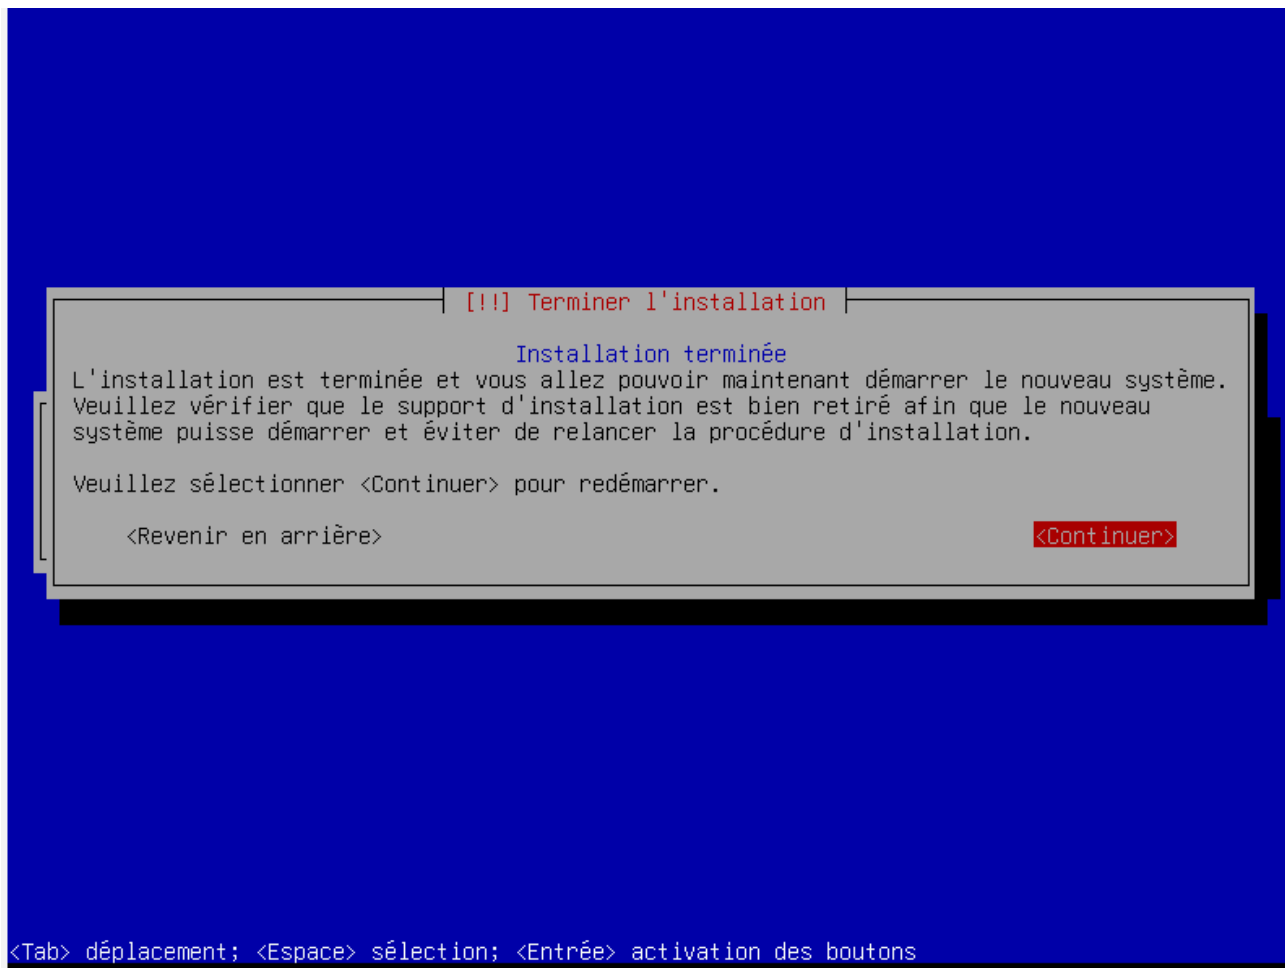 [!!] Terminer l'installation
Installation terminée
L'installation est terminée et vous allez pouvoir maintenant démarrer le nouveau système.
Veuillez vérifier que le support d'installation est bien retiré afin que le nouveau
système puisse démarrer et éviter de relancer la procédure d'installation.
Veuillez sélectionner <Continuer> pour redémarrer.
<Revenir en arrière> <Continuer>
<Tab> déplacement; <Espace> sélection; <Entrée> activation des boutons